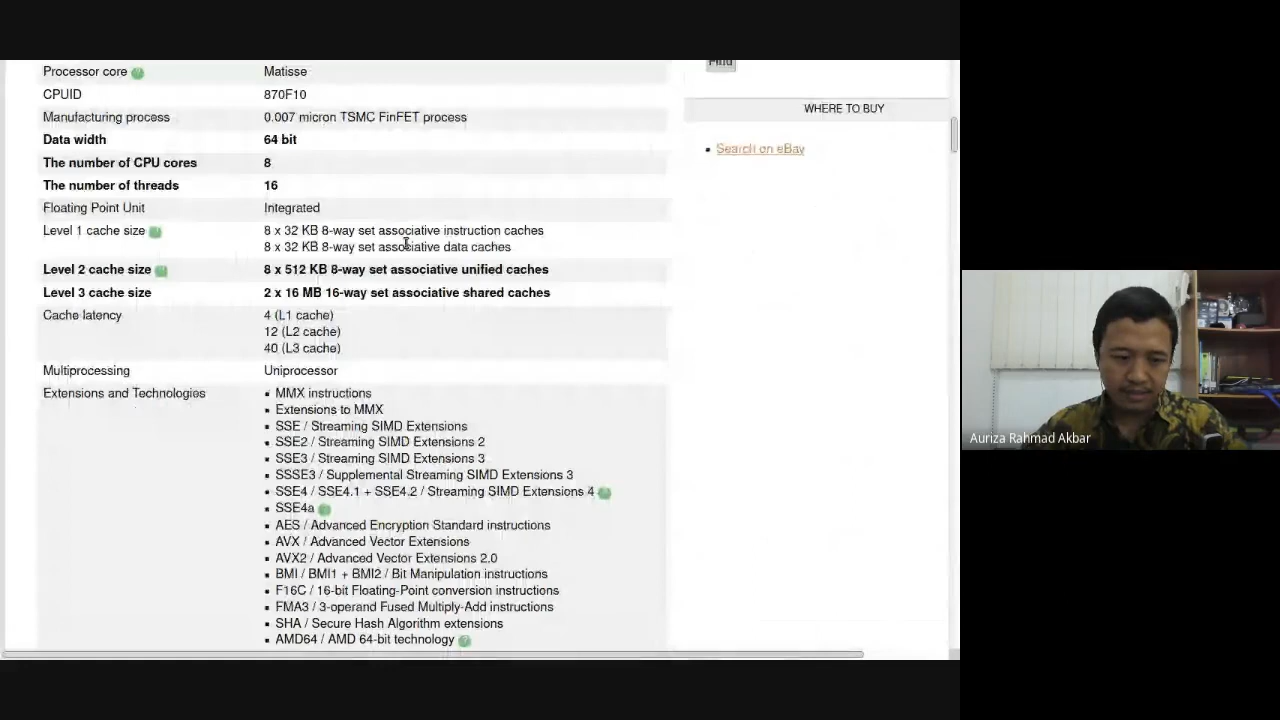 Find
Processor core Matisse
CPUID 870F10
Manufacturing process 0.007 micron TSMC FinFET process
Data width 64 bit
The number of CPU cores 8
The number of threads 16
Floating Point Unit Integrated
Level 1 cache size 8 x 32 KB 8-way set associative instruction caches
8 x 32 KB 8-way set associative data caches
Level 2 cache size 8 x 512 KB 8-way set associative unified caches
Level 3 cache size 2 x 16 MB 16-way set associative shared caches
Cache latency 4 (L1 cache)
12 (L2 cache)
40 (L3 cache)
Multiprocessing Uniprocessor
Extensions and Technologies ▪ MMX instructions
▪ Extensions to MMX
▪ SSE / Streaming SIMD Extensions
▪ SSE2 / Streaming SIMD Extensions 2
▪ SSE3 / Streaming SIMD Extensions 3
▪ SSSE3 / Supplemental Streaming SIMD Extensions 3
▪ SSE4 / SSE4.1 + SSE4.2 / Streaming SIMD Extensions 4
▪ SSE4a
▪ AES / Advanced Encryption Standard instructions
▪ AVX / Advanced Vector Extensions
▪ AVX2 / Advanced Vector Extensions 2.0
▪ BMI / BMI1 + BMI2 / Bit Manipulation instructions
▪ F16C / 16-bit Floating-Point conversion instructions
▪ FMA3 / 3-operand Fused Multiply-Add instructions
▪ SHA / Secure Hash Algorithm extensions
▪ AMD64 / AMD 64-bit technology
WHERE TO BUY
▪ Search on eBay
Auriza Rahmad Akbar